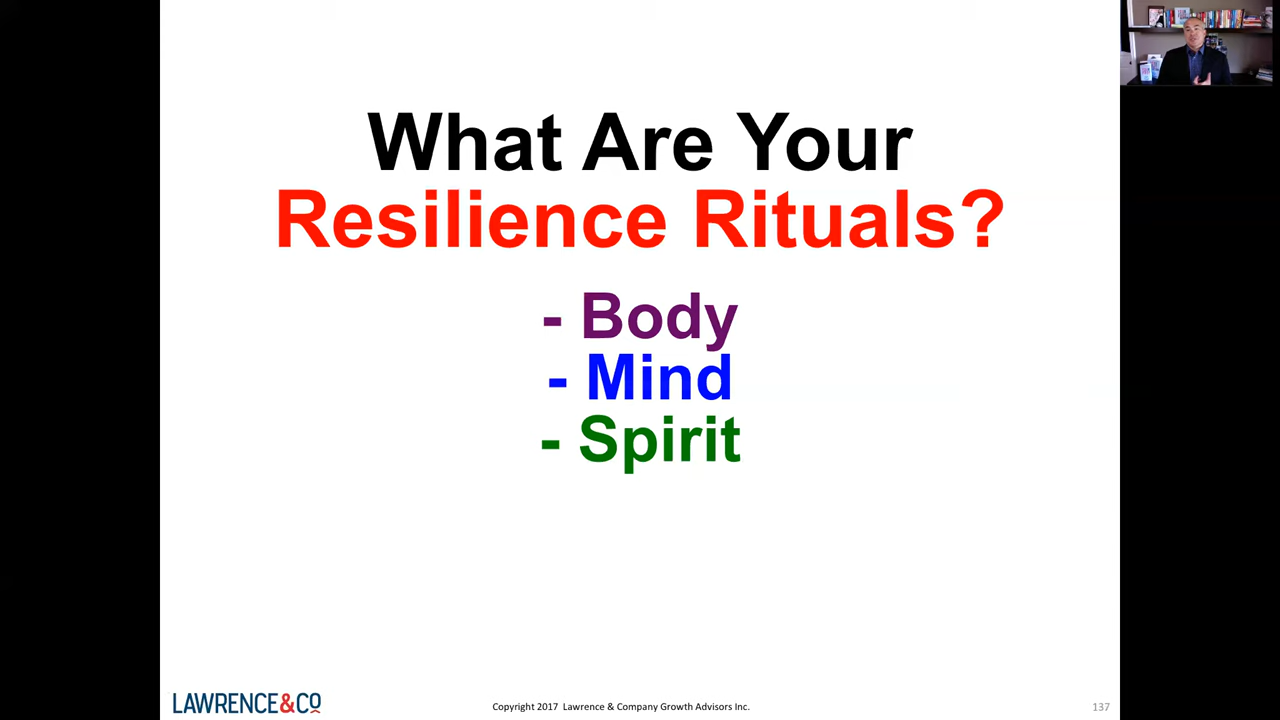 What Are Your
Resilience Rituals?
- Body
- Mind
- Spirit
LAWRENCE&CO
Copyright 2017 Lawrence & Company Growth Advisors Inc.
137